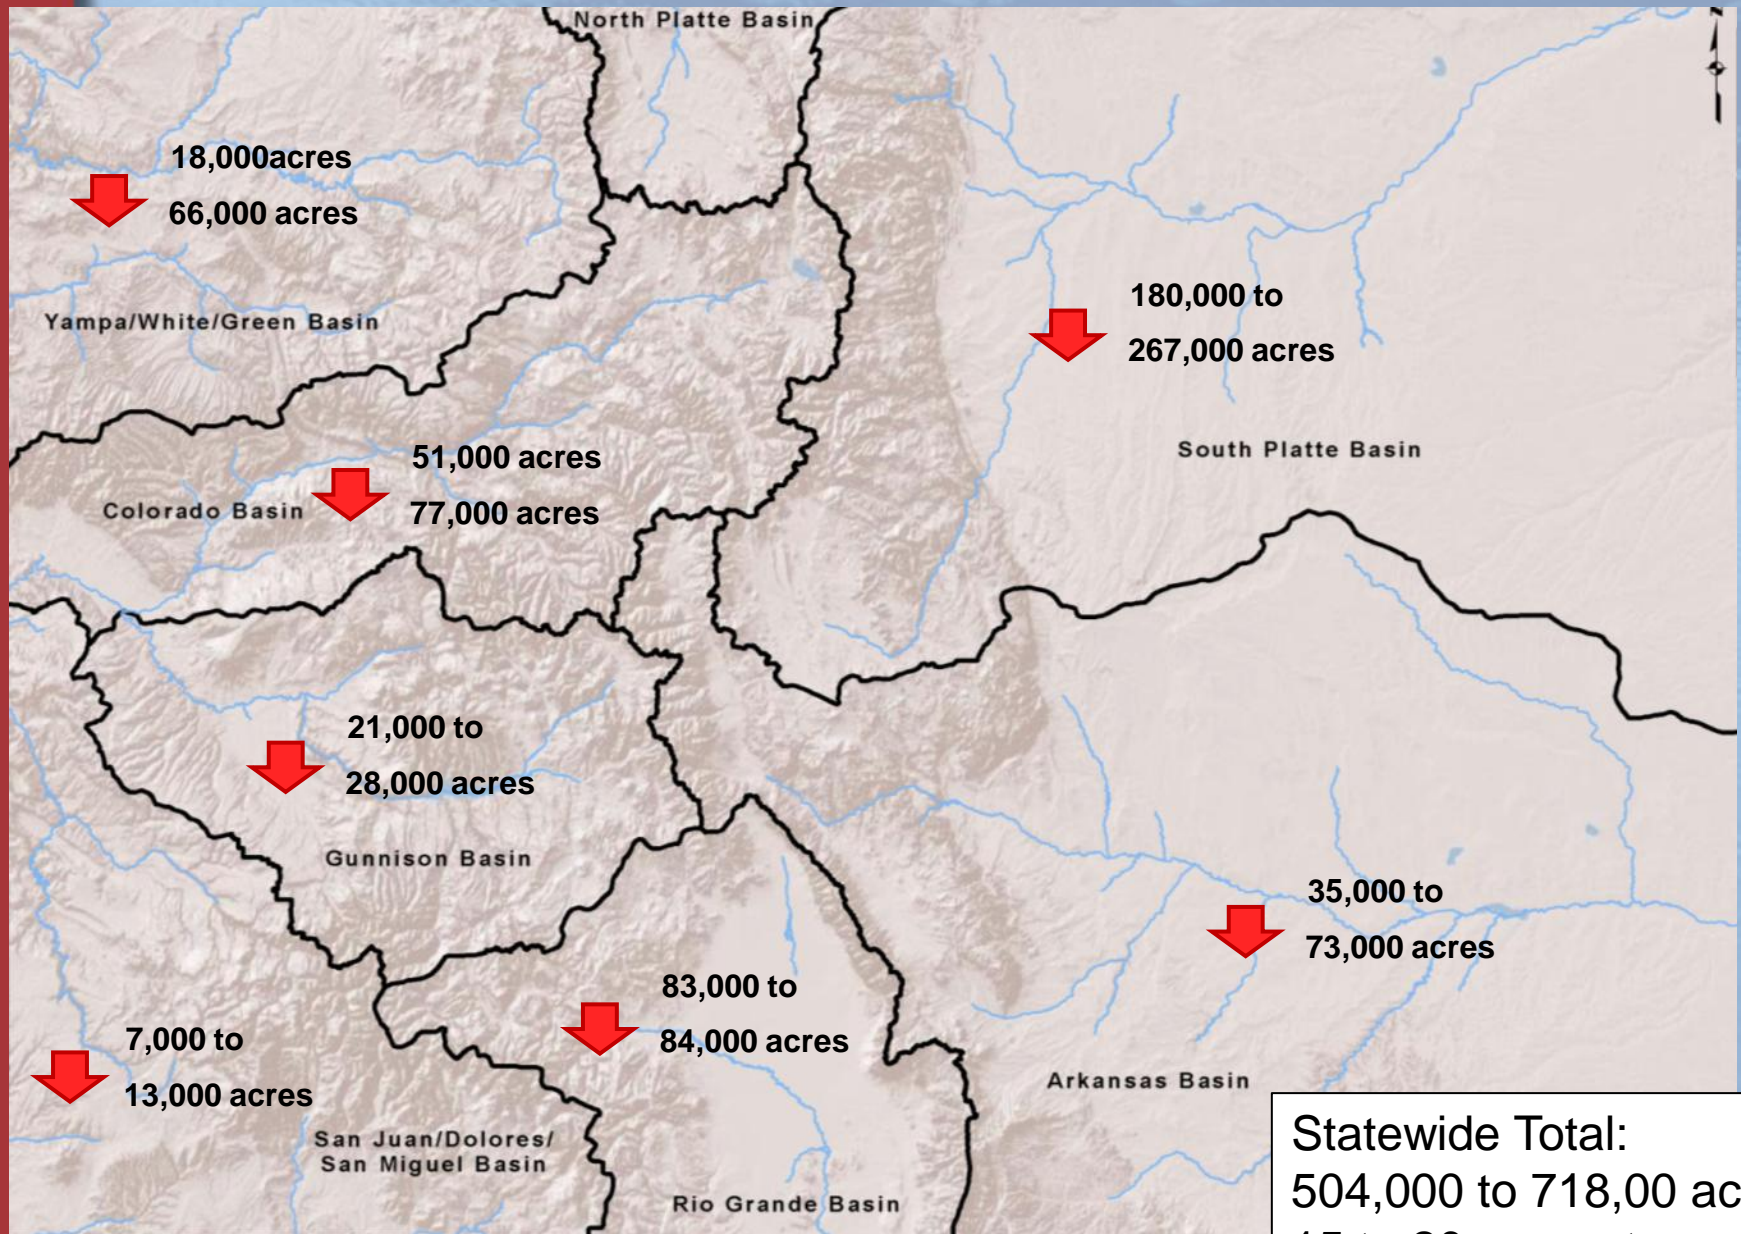 North Platte Basin
N
18,000acres
66,000 acres
Yampa/White/Green Basin
180,000 to
267,000 acres
South Platte Basin
51,000 acres
77,000 acres
Colorado Basin
21,000 to
28,000 acres
Gunnison Basin
35,000 to
73,000 acres
Arkansas Basin
83,000 to
84,000 acres
Rio Grande Basin
7,000 to
13,000 acres
San Juan/Dolores/
San Miguel Basin
Statewide Total:
504,000 to 718,00 ac